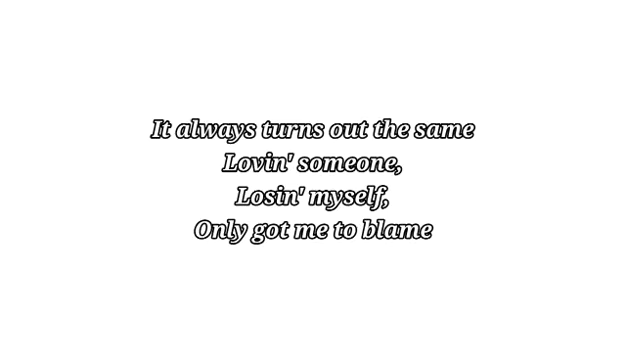 It always turns out the same
Lovin' someone,
Losin' myself,
Only got me to blame